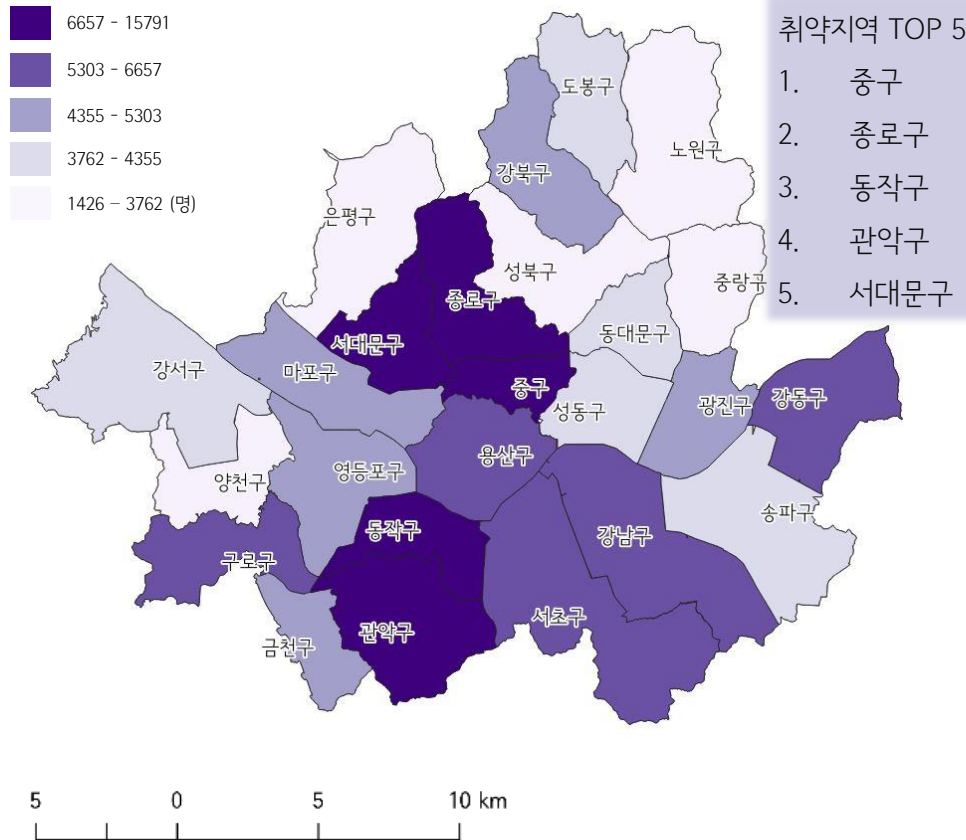 6657 - 15791
5303 - 6657
4355 - 5303
3762 - 4355
1426 – 3762 (명)
취약지역 TOP 5
1. 중구
2. 종로구
3. 동작구
4. 관악구
5. 서대문구
도봉구
노원구
강북구
은평구
성북구
중랑구
종로구
동대문구
서대문구
강서구
마포구
중구
성동구
광진구
강동구
용산구
영등포구
양천구
송파구
동작구
강남구
구로구
서초구
관악구
금천구
5 0 5 10 km